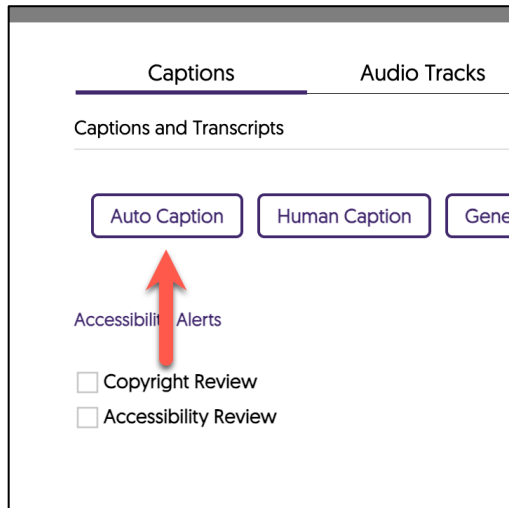 Captions Audio Tracks
Captions and Transcripts
Auto Caption Human Caption
Accessibility Alerts
Copyright Review
Accessibility Review